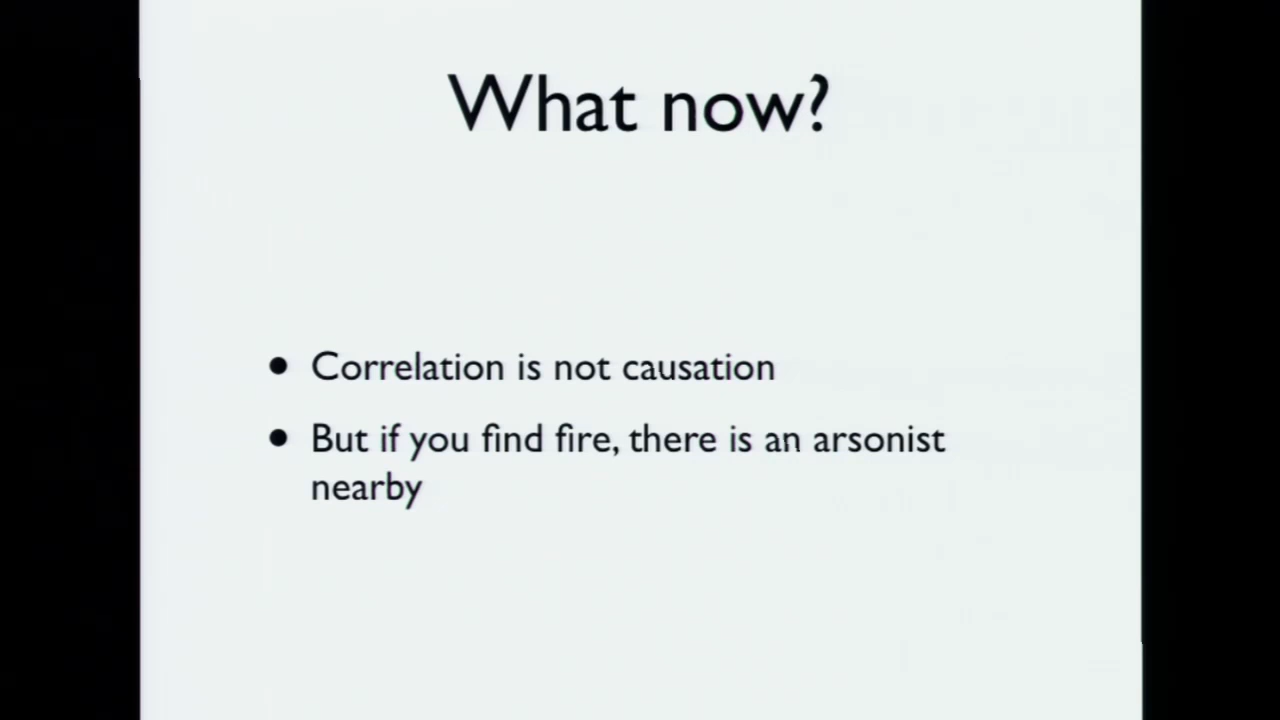 What now?
• Correlation is not causation
• But if you find fire, there is an arsonist
nearby